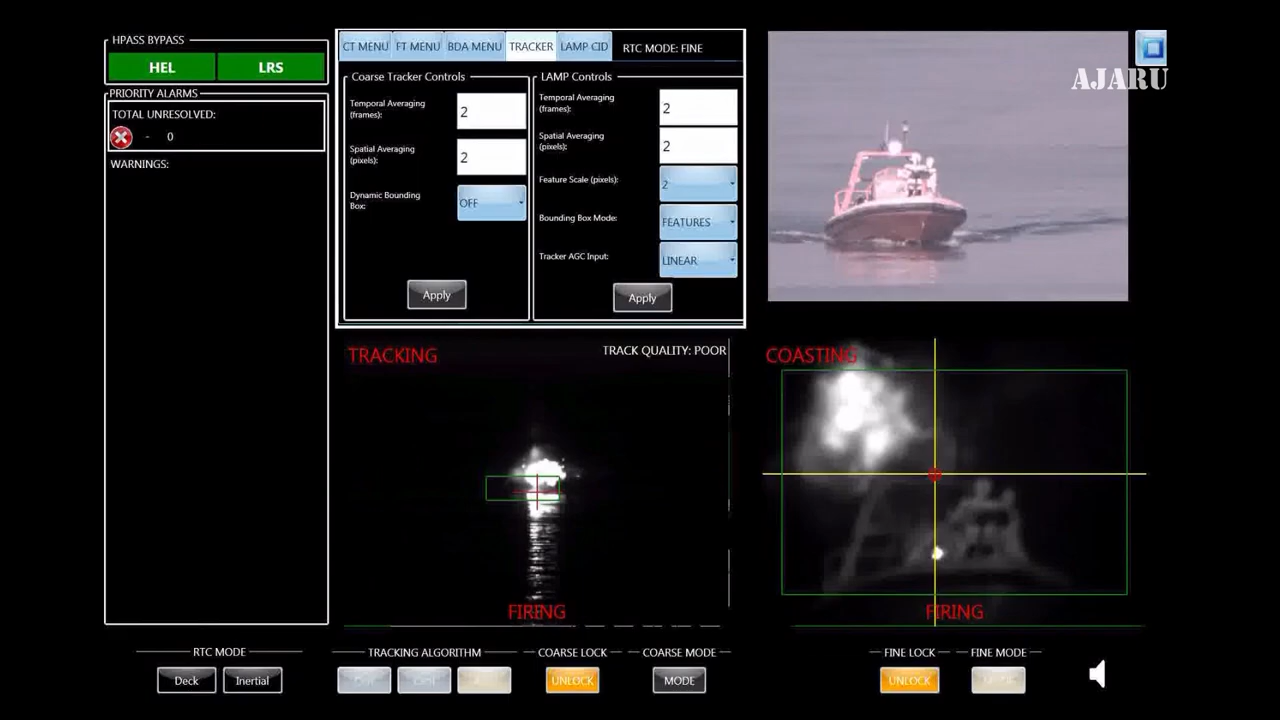 HPASS BYPASS
HEL
LRS
PRIORITY ALARMS
TOTAL UNRESOLVED:
- 0
WARNINGS:
CT MENU
FT MENU
BDA MENU
TRACKER
LAMP CID
RTC MODE: FINE
Coarse Tracker Controls
Temporal Averaging
(frames):
2
Spatial Averaging
(pixels):
2
Dynamic Bounding
Box:
OFF
Apply
LAMP Controls
Temporal Averaging
(frames):
2
Spatial Averaging
(pixels):
2
Feature Scale (pixels):
2
Bounding Box Mode:
FEATURES
Tracker AGC Input:
LINEAR
Apply
AJARU
TRACKING
TRACK QUALITY: POOR
FIRING
COASTING
FIRING
RTC MODE
Deck
Inertial
TRACKING ALGORITHM
COARSE LOCK
UNLOCK
COARSE MODE
MODE
FINE LOCK
UNLOCK
FINE MODE